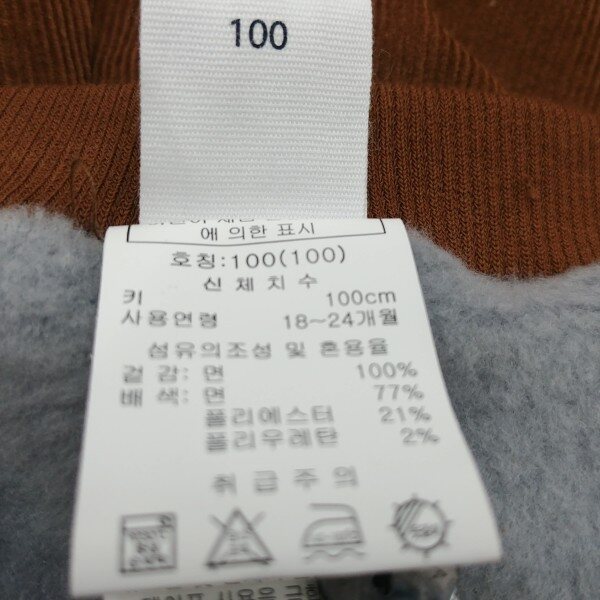 100
에 의한 표시
호칭:100(100)
신 체 치 수
키 100cm
사용연령 18~24개월
섬유의조성 및 혼용율
겉 감: 면 100%
배 색: 면 77%
폴리에스터 21%
폴리우레탄 2%
취 급 주 의